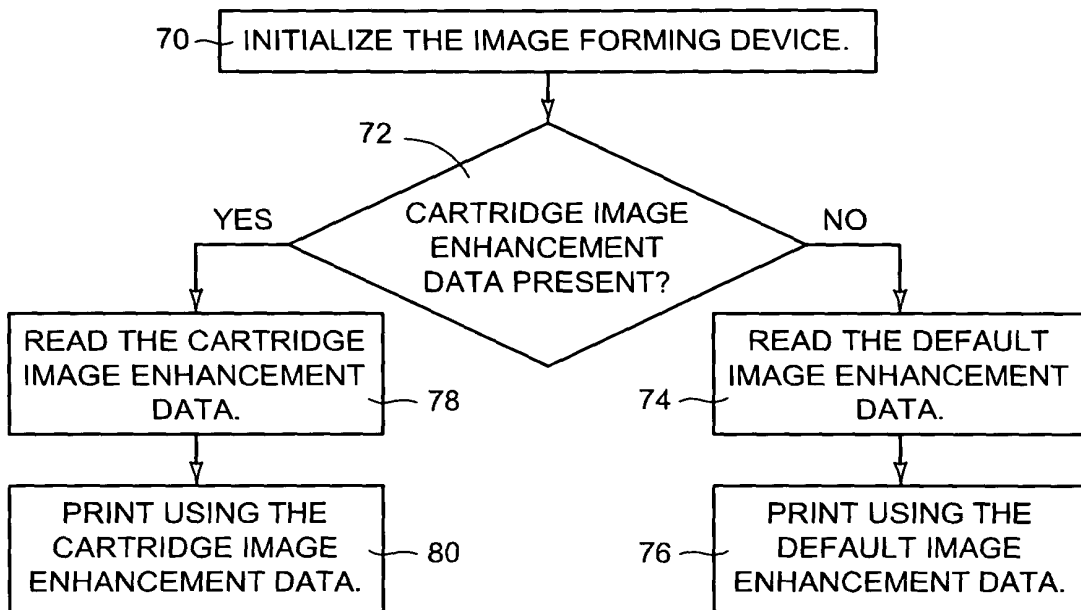 70
INITIALIZE THE IMAGE FORMING DEVICE.
72
CARTRIDGE IMAGE
ENHANCEMENT
DATA PRESENT?
YES
NO
READ THE CARTRIDGE
IMAGE ENHANCEMENT
DATA.
78
74
READ THE DEFAULT
IMAGE ENHANCEMENT
DATA.
PRINT USING THE
CARTRIDGE IMAGE
ENHANCEMENT DATA.
80
76
PRINT USING THE
DEFAULT IMAGE
ENHANCEMENT DATA.